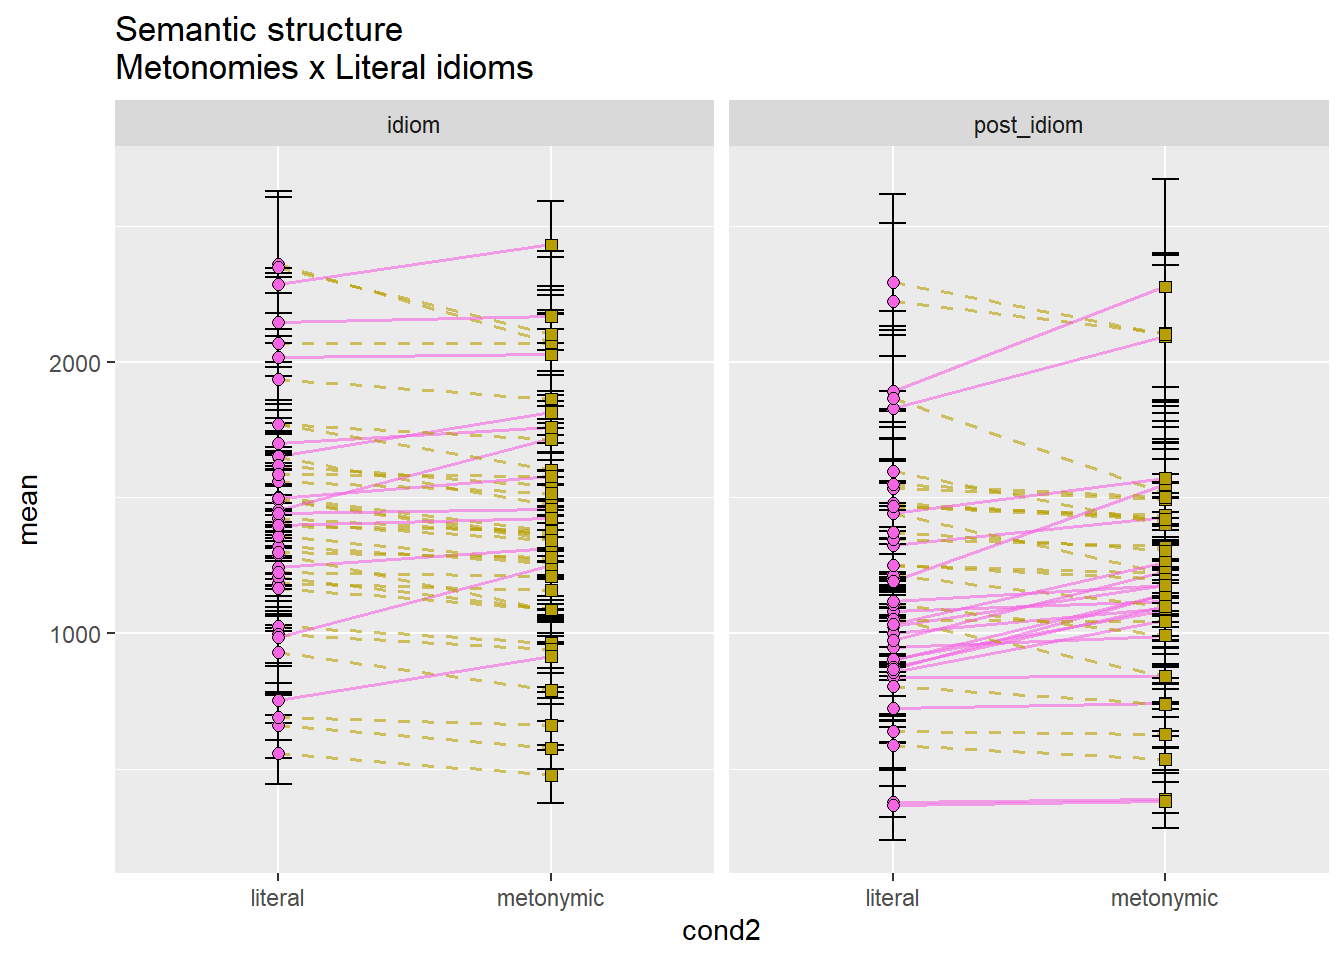 Semantic structure
Metonomies x Literal idioms
idiom
post_idiom
mean
2000
1000
literal
metonymic
literal
metonymic
cond2